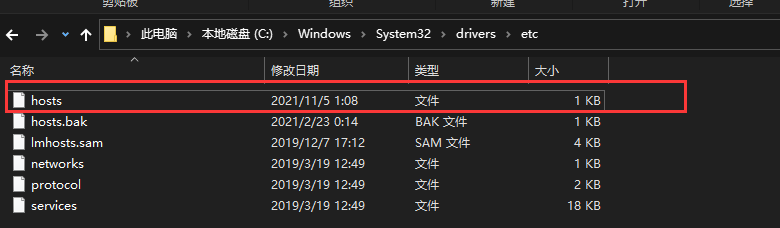 剪贴板 组织 新建 打开 选择
此电脑 本地磁盘 (C:) Windows System32 drivers etc
名称 修改日期 类型 大小
hosts 2021/11/5 1:08 文件 1 KB
hosts.bak 2021/2/23 0:14 BAK 文件 1 KB
lmhosts.sam 2019/12/7 17:12 SAM 文件 4 KB
networks 2019/3/19 12:49 文件 1 KB
protocol 2019/3/19 12:49 文件 2 KB
services 2019/3/19 12:49 文件 18 KB